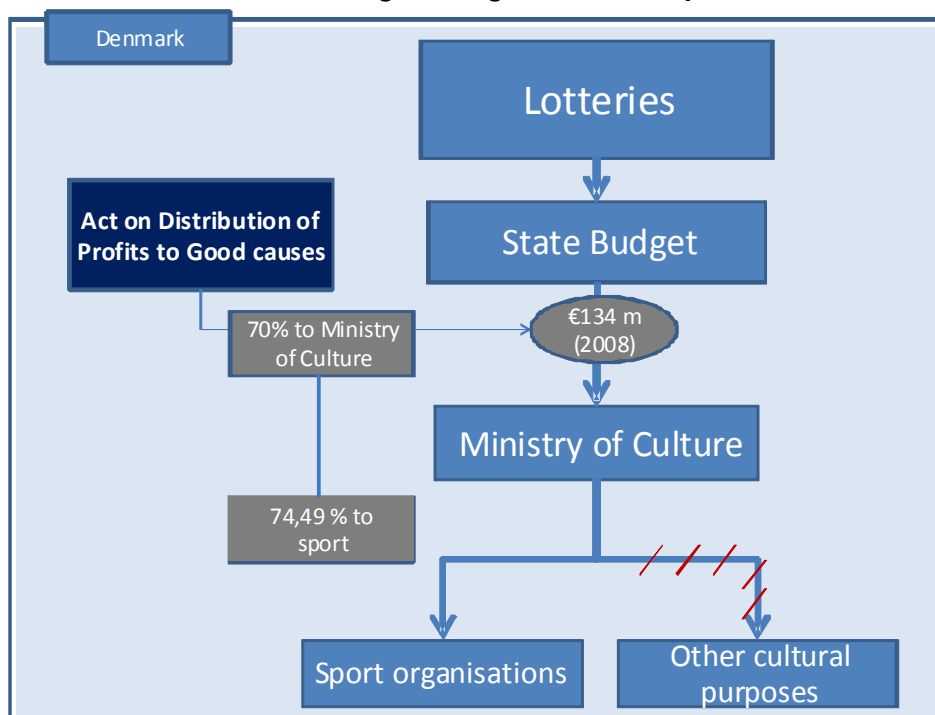 Denmark
Lotteries
Act on Distribution of
Profits to Good causes
State Budget
70% to Ministry
of Culture
€134 m
(2008)
Ministry of Culture
74,49 % to
sport
Sport organisations
Other cultural
purposes